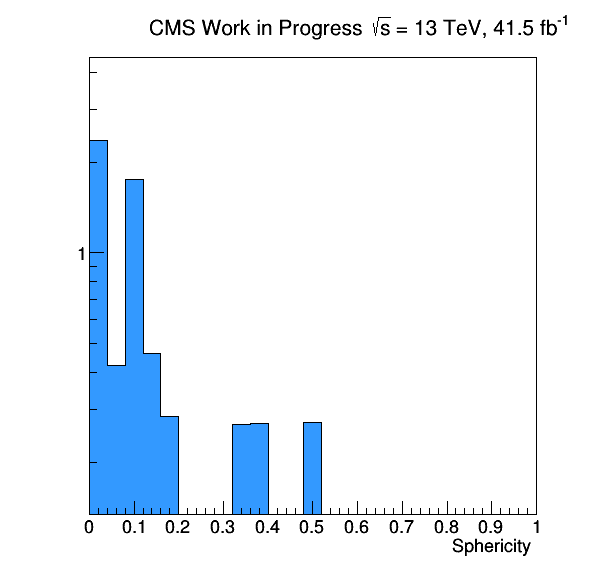 CMS Work in Progress √s = 13 TeV, 41.5 fb⁻¹
1
0 0.1 0.2 0.3 0.4 0.5 0.6 0.7 0.8 0.9 1
Sphericity